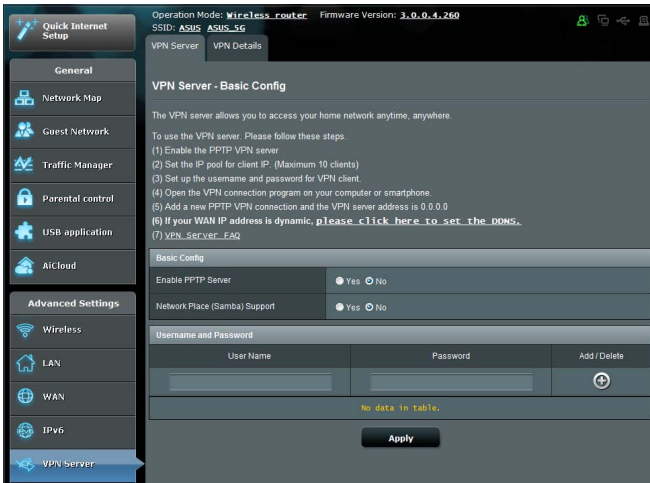 Quick Internet
Setup
Operation Mode: Wireless router Firmware Version: 3.0.0.4.260
SSID: ASUS ASUS_5G
VPN Server VPN Details
General
Network Map
Guest Network
Traffic Manager
Parental control
USB application
AiCloud
Advanced Settings
Wireless
LAN
WAN
IPv6
VPN Server
VPN Server - Basic Config
The VPN server allows you to access your home network anytime, anywhere.
To use the VPN server. Please follow these steps.
(1) Enable the PPTP VPN server
(2) Set the IP pool for client IP. (Maximum 10 clients)
(3) Set up the username and password for VPN client.
(4) Open the VPN connection program on your computer or smartphone.
(5) Add a new PPTP VPN connection and the VPN server address is 0.0.0.0
(6) If your WAN IP address is dynamic, please click here to set the DDNS.
(7) VPN Server FAQ
Basic Config
Enable PPTP Server Yes No
Network Place (Samba) Support Yes No
Username and Password
User Name Password Add / Delete
No data in table.
Apply